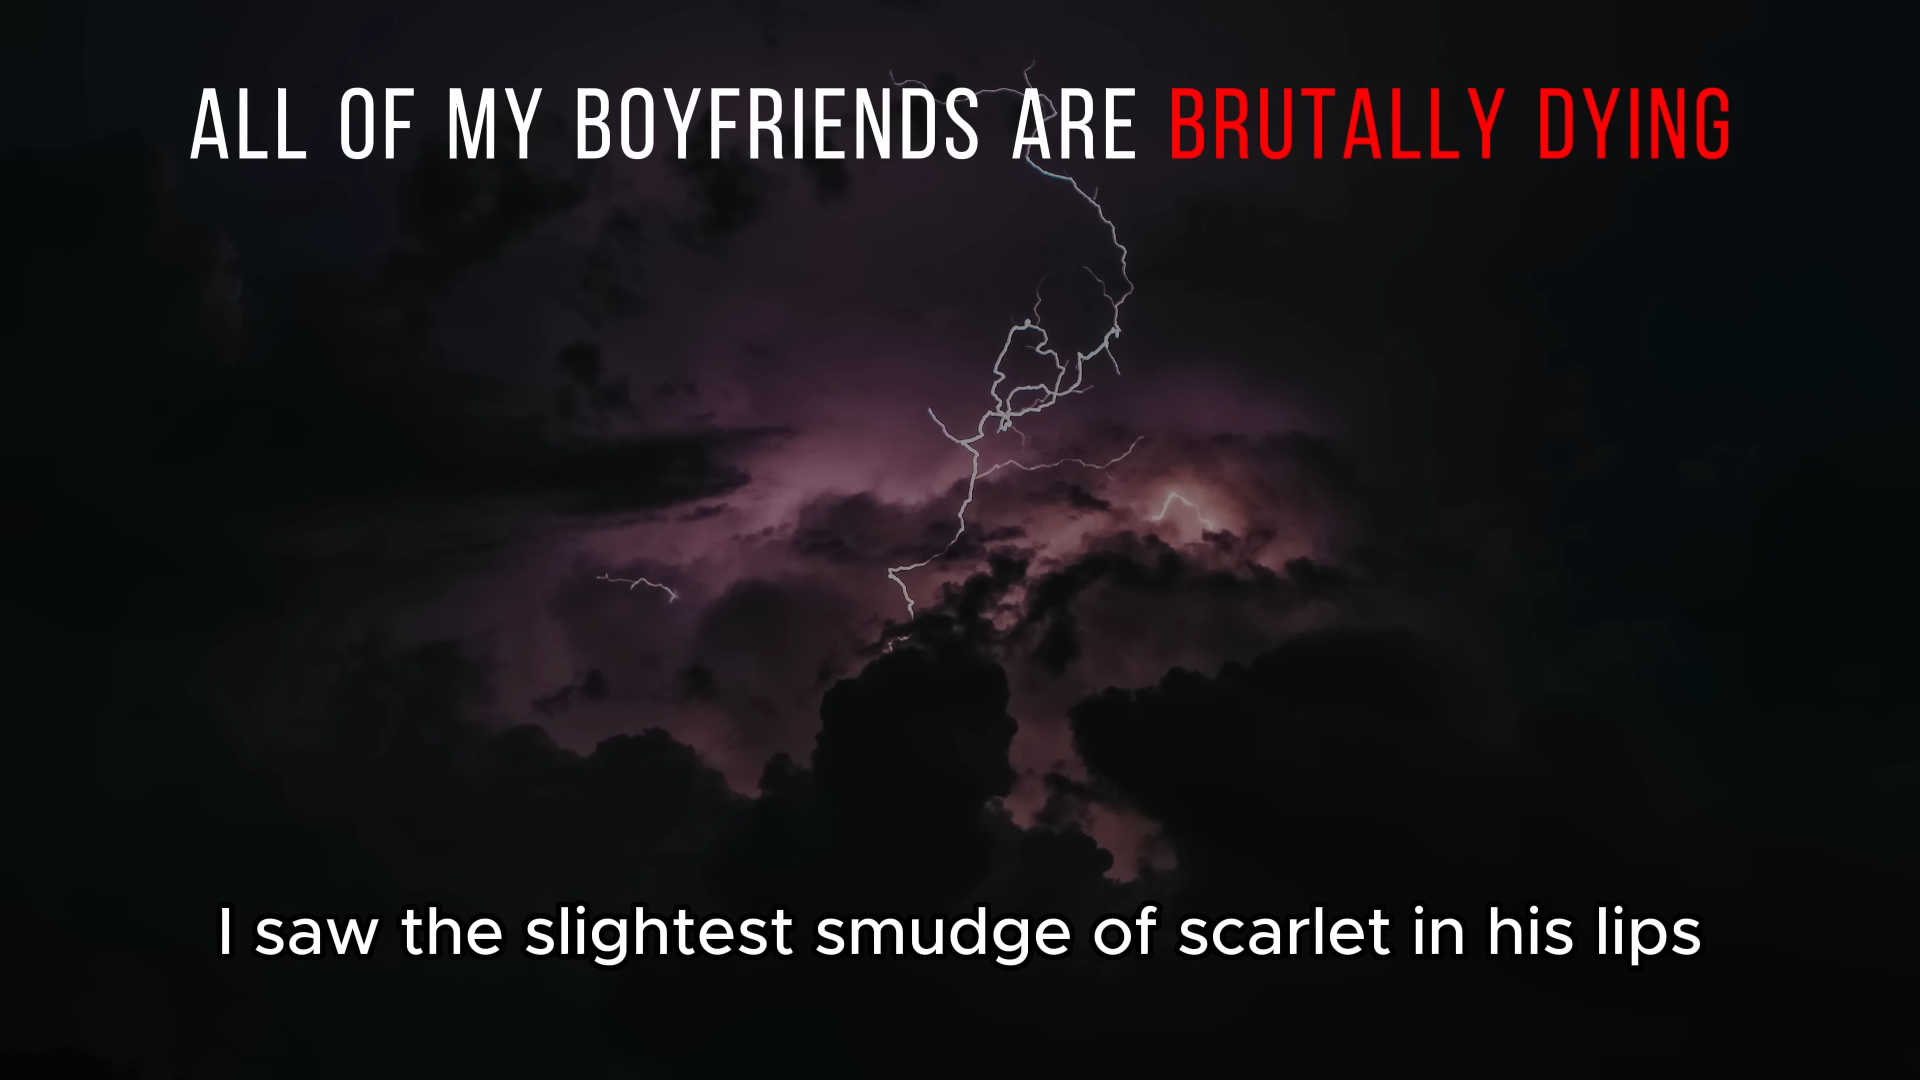 ALL OF MY BOYFRIENDS ARE BRUTALLY DYING
I saw the slightest smudge of scarlet in his lips